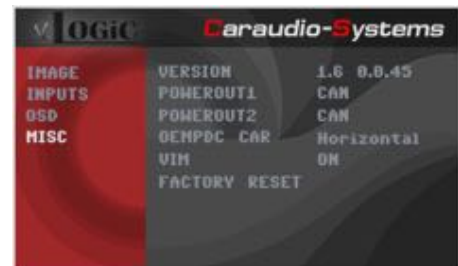 v.LOGiC Caraudio-Systems
IMAGE
INPUTS
OSD
MISC
VERSION 1.6 0.0.45
POWEROUT1 CAN
POWEROUT2 CAN
OEMPDC CAR Horizontal
VIM ON
FACTORY RESET